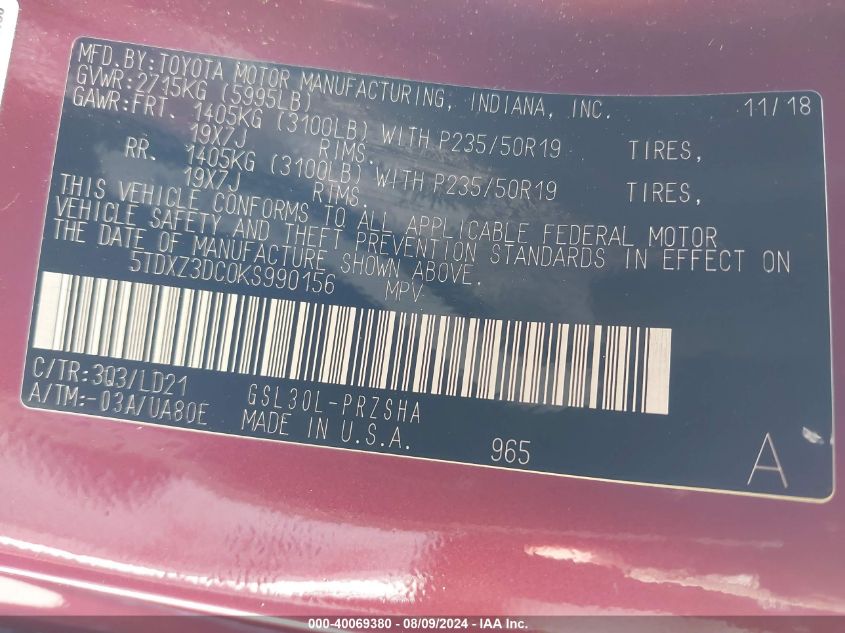 MFD.BY:TOYOTA MOTOR MANUFACTURING, INDIANA, INC. 11/18
GVWR:2715KG (5995LB)
GAWR:FRT. 1405KG (3100LB) WITH P235/50R19 TIRES,
19X7J RIMS.
RR. 1405KG (3100LB) WITH P235/50R19 TIRES,
19X7J RIMS.
THIS VEHICLE CONFORMS TO ALL APPLICABLE FEDERAL MOTOR
VEHICLE SAFETY AND THEFT PREVENTION STANDARDS IN EFFECT ON
THE DATE OF MANUFACTURE SHOWN ABOVE.
5TDXZ3DC0KS990156 MPV
C/TR:3Q3/LD21 GSL30L-PRZSHA
A/TM:-03A/UA80E MADE IN U.S.A. 965 A
000-40069380 - 08/09/2024 - IAA Inc.